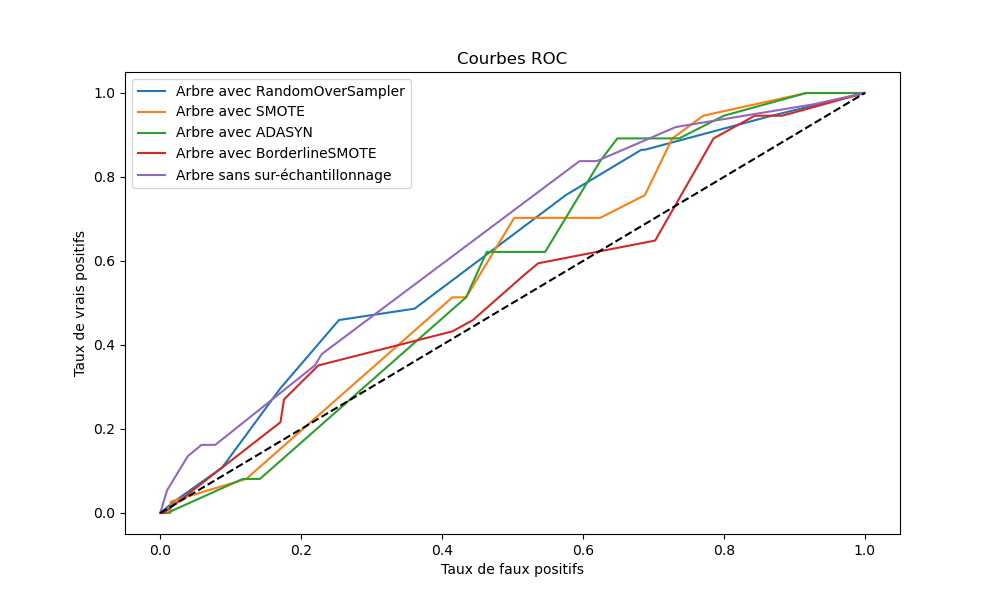 Courbes ROC
Arbre avec RandomOverSampler
Arbre avec SMOTE
Arbre avec ADASYN
Arbre avec BorderlineSMOTE
Arbre sans sur-échantillonnage
Taux de vrais positifs
1.0
0.8
0.6
0.4
0.2
0.0
0.0 0.2 0.4 0.6 0.8 1.0
Taux de faux positifs